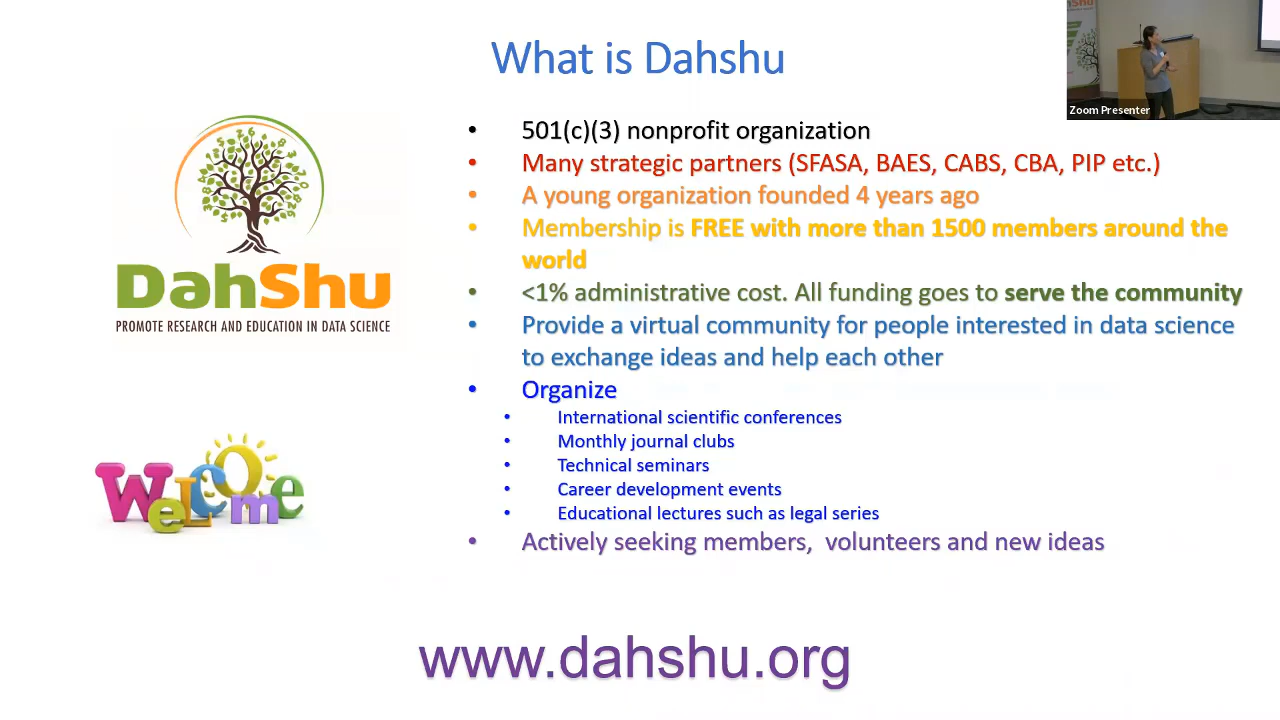 What is Dahshu
DahShu
PROMOTE RESEARCH AND EDUCATION IN DATA SCIENCE
WeLcOme
• 501(c)(3) nonprofit organization
• Many strategic partners (SFASA, BAES, CABS, CBA, PIP etc.)
• A young organization founded 4 years ago
• Membership is FREE with more than 1500 members around the
world
• <1% administrative cost. All funding goes to serve the community
• Provide a virtual community for people interested in data science
to exchange ideas and help each other
• Organize
• International scientific conferences
• Monthly journal clubs
• Technical seminars
• Career development events
• Educational lectures such as legal series
• Actively seeking members, volunteers and new ideas
www.dahshu.org
Shu
Zoom Presenter